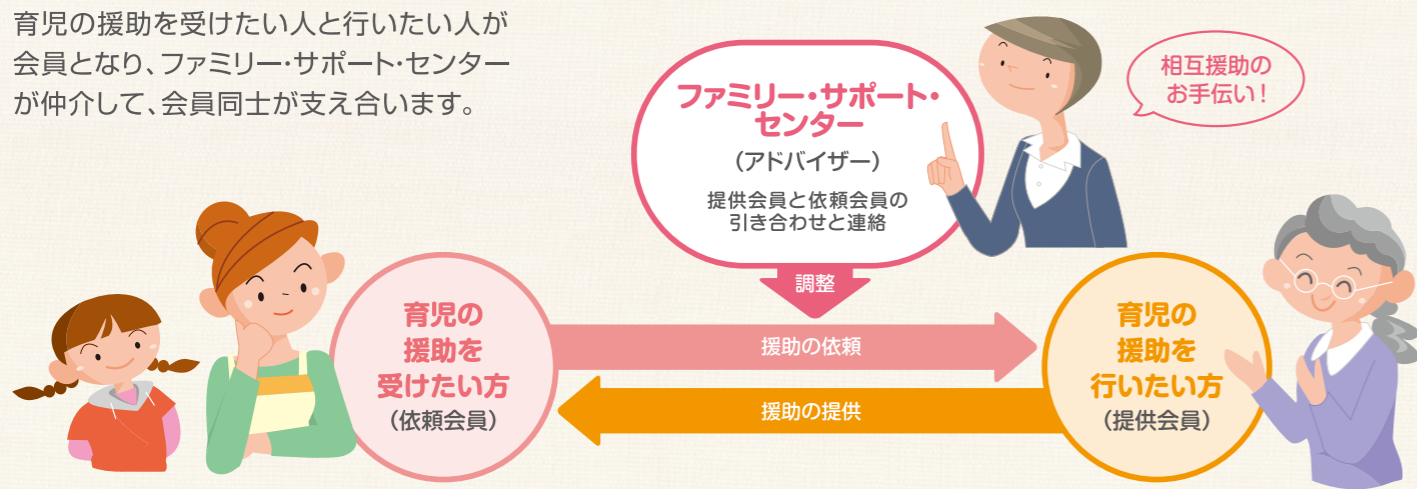 育児の援助を受けたい人と行いたい人が
会員となり、ファミリー・サポート・センター
が仲介して、会員同士が支え合います。
ファミリー・サポート・
センター
（アドバイザー）
提供会員と依頼会員の
引き合わせと連絡
相互援助の
お手伝い！
調整
育児の
援助を
受けたい方
（依頼会員）
援助の依頼
援助の提供
育児の
援助を
行いたい方
（提供会員）